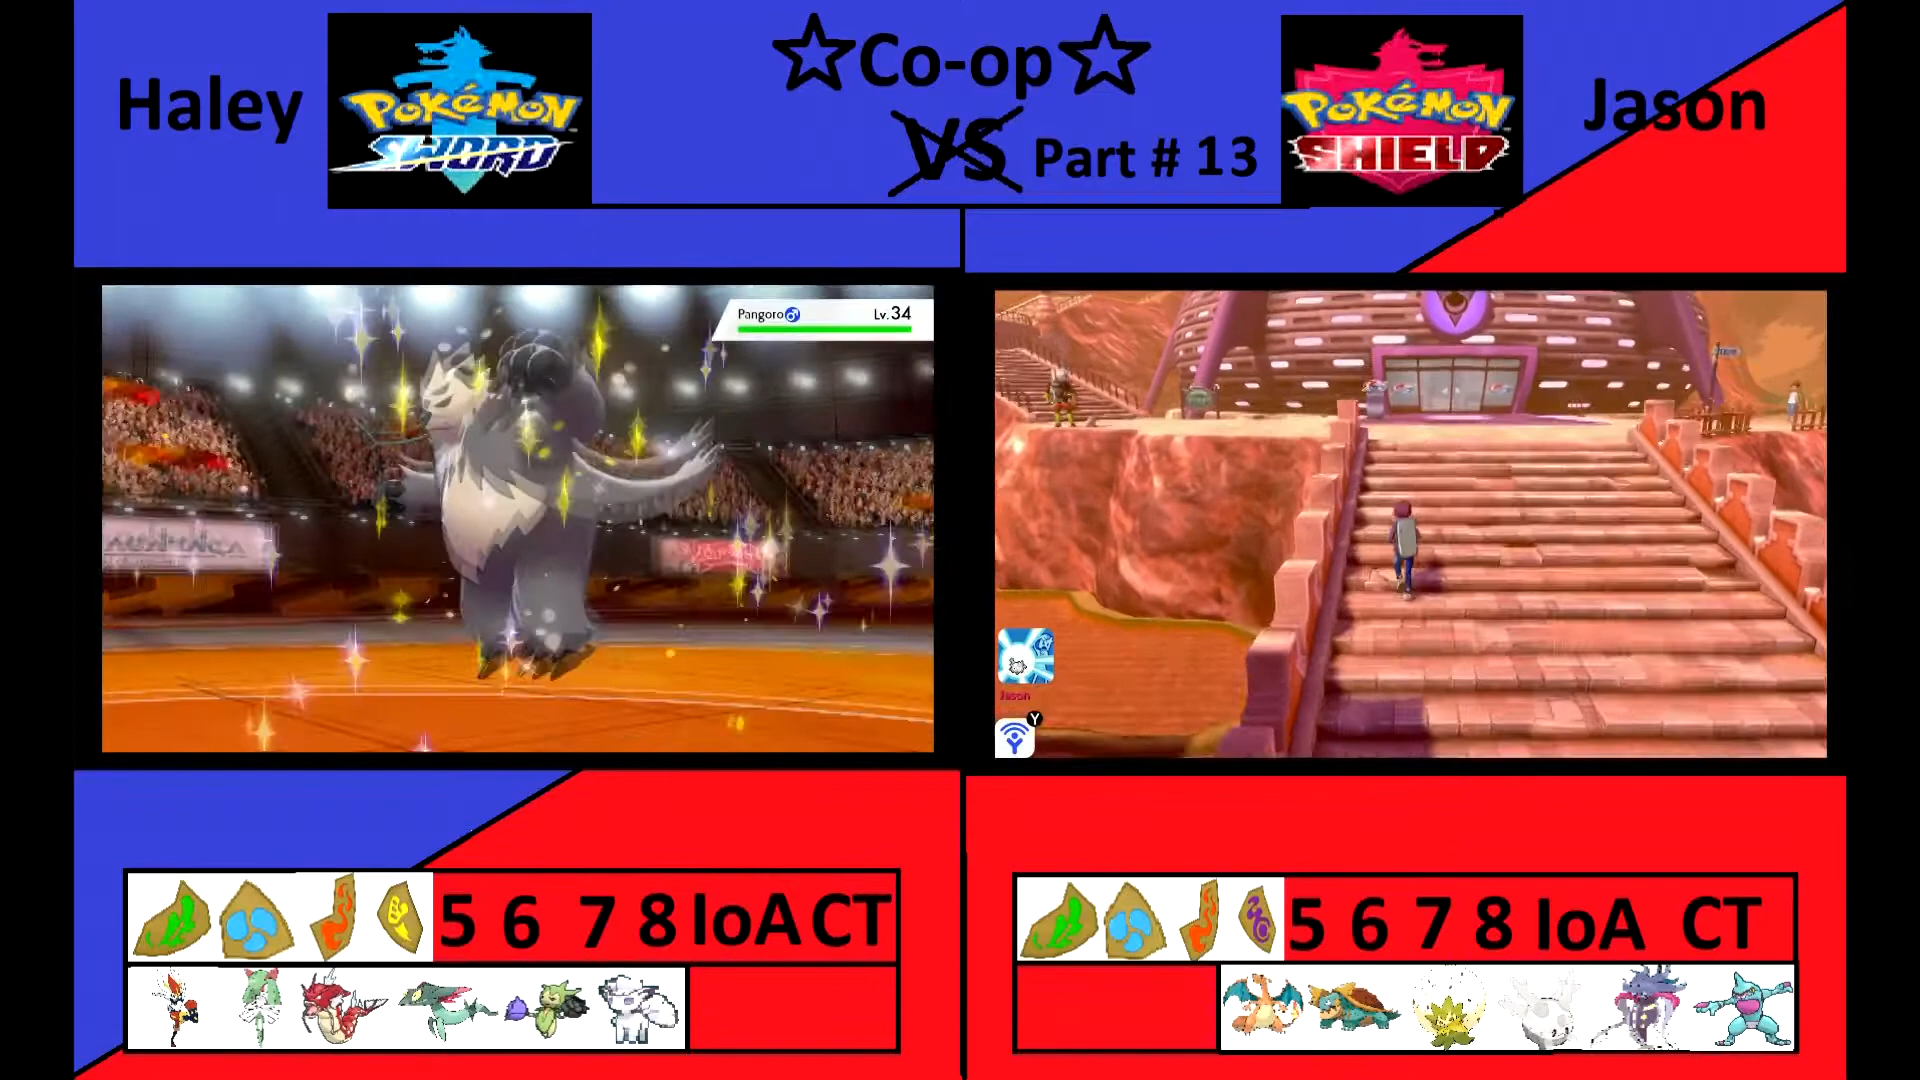 Haley
POKéMON
SWORD
Co-op
VS Part # 13
POKéMON
SHIELD
Jason
Pangoro♂ Lv.34
Jason
Y
5 6 7 8 IoA CT
5 6 7 8 IoA CT